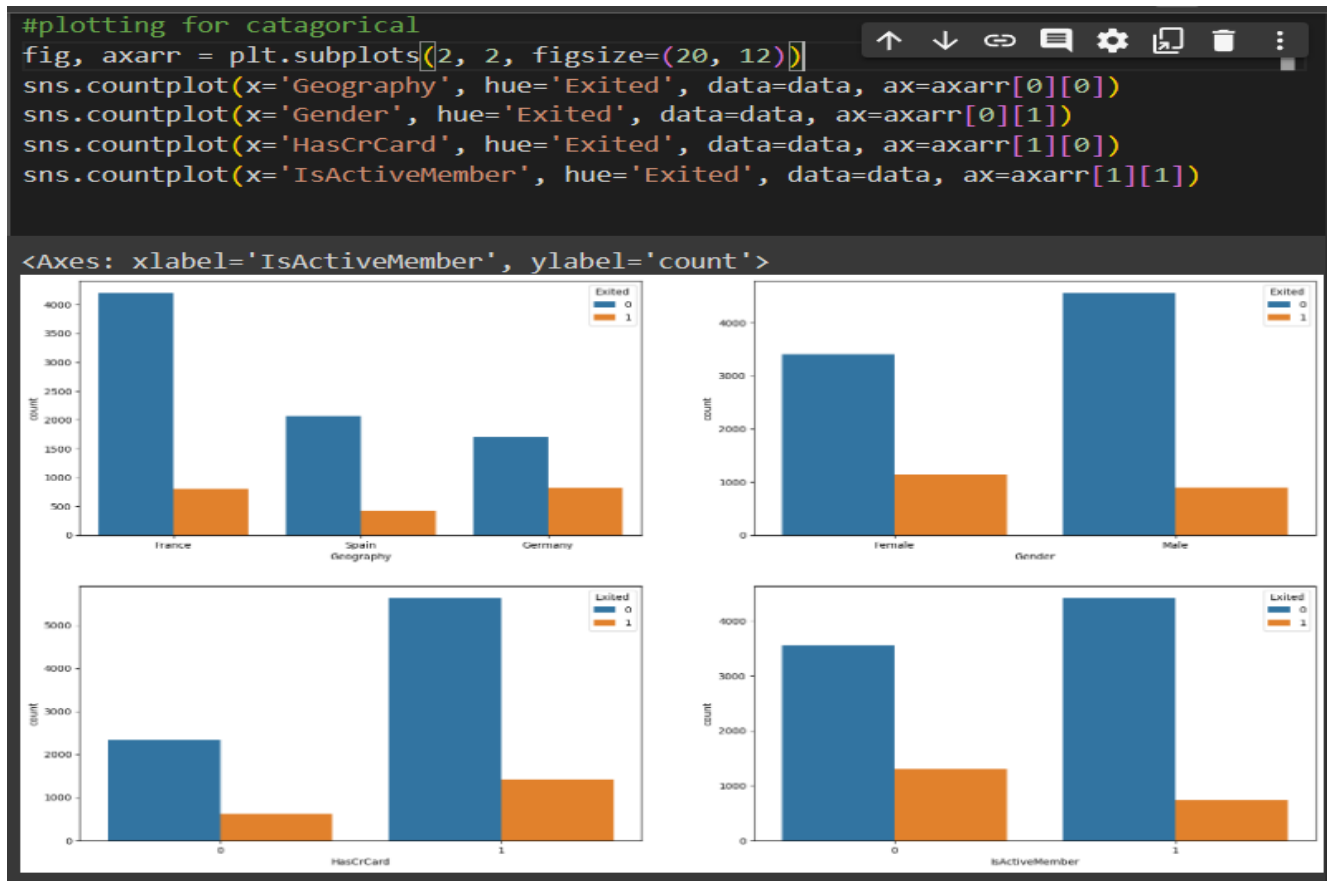 #plotting for catagorical
fig, axarr = plt.subplots(2, 2, figsize=(20, 12))
sns.countplot(x='Geography', hue='Exited', data=data, ax=axarr[0][0])
sns.countplot(x='Gender', hue='Exited', data=data, ax=axarr[0][1])
sns.countplot(x='HasCrCard', hue='Exited', data=data, ax=axarr[1][0])
sns.countplot(x='IsActiveMember', hue='Exited', data=data, ax=axarr[1][1])
<Axes: xlabel='IsActiveMember', ylabel='count'>
Exited
0
1
4000
3500
3000
2500
2000
1500
1000
500
0
count
France Spain Germany
Geography
Exited
0
1
4000
3000
2000
1000
0
count
Female Male
Gender
Exited
0
1
5000
4000
3000
2000
1000
0
count
0 1
HasCrCard
Exited
0
1
4000
3000
2000
1000
0
count
0 1
IsActiveMember